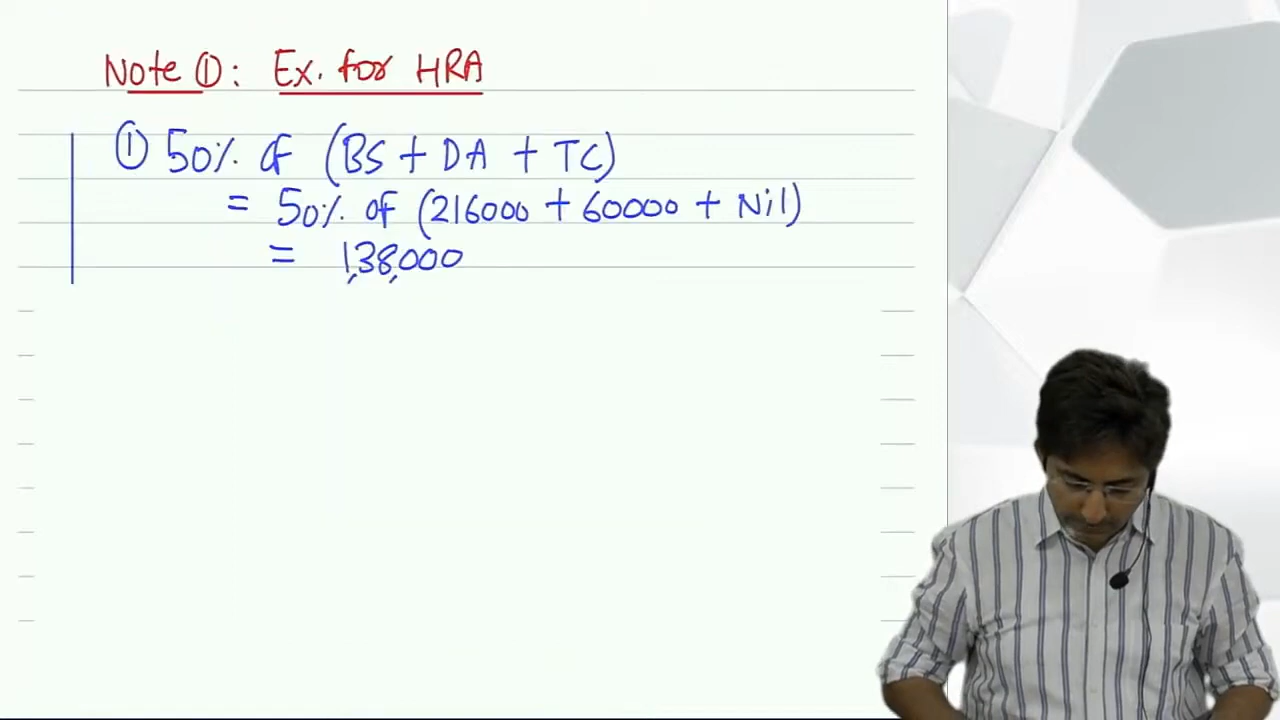 Note ①: Ex. for HRA
① 50% of (BS + DA + TC)
= 50% of (216000 + 60000 + Nil)
= 1,38,000